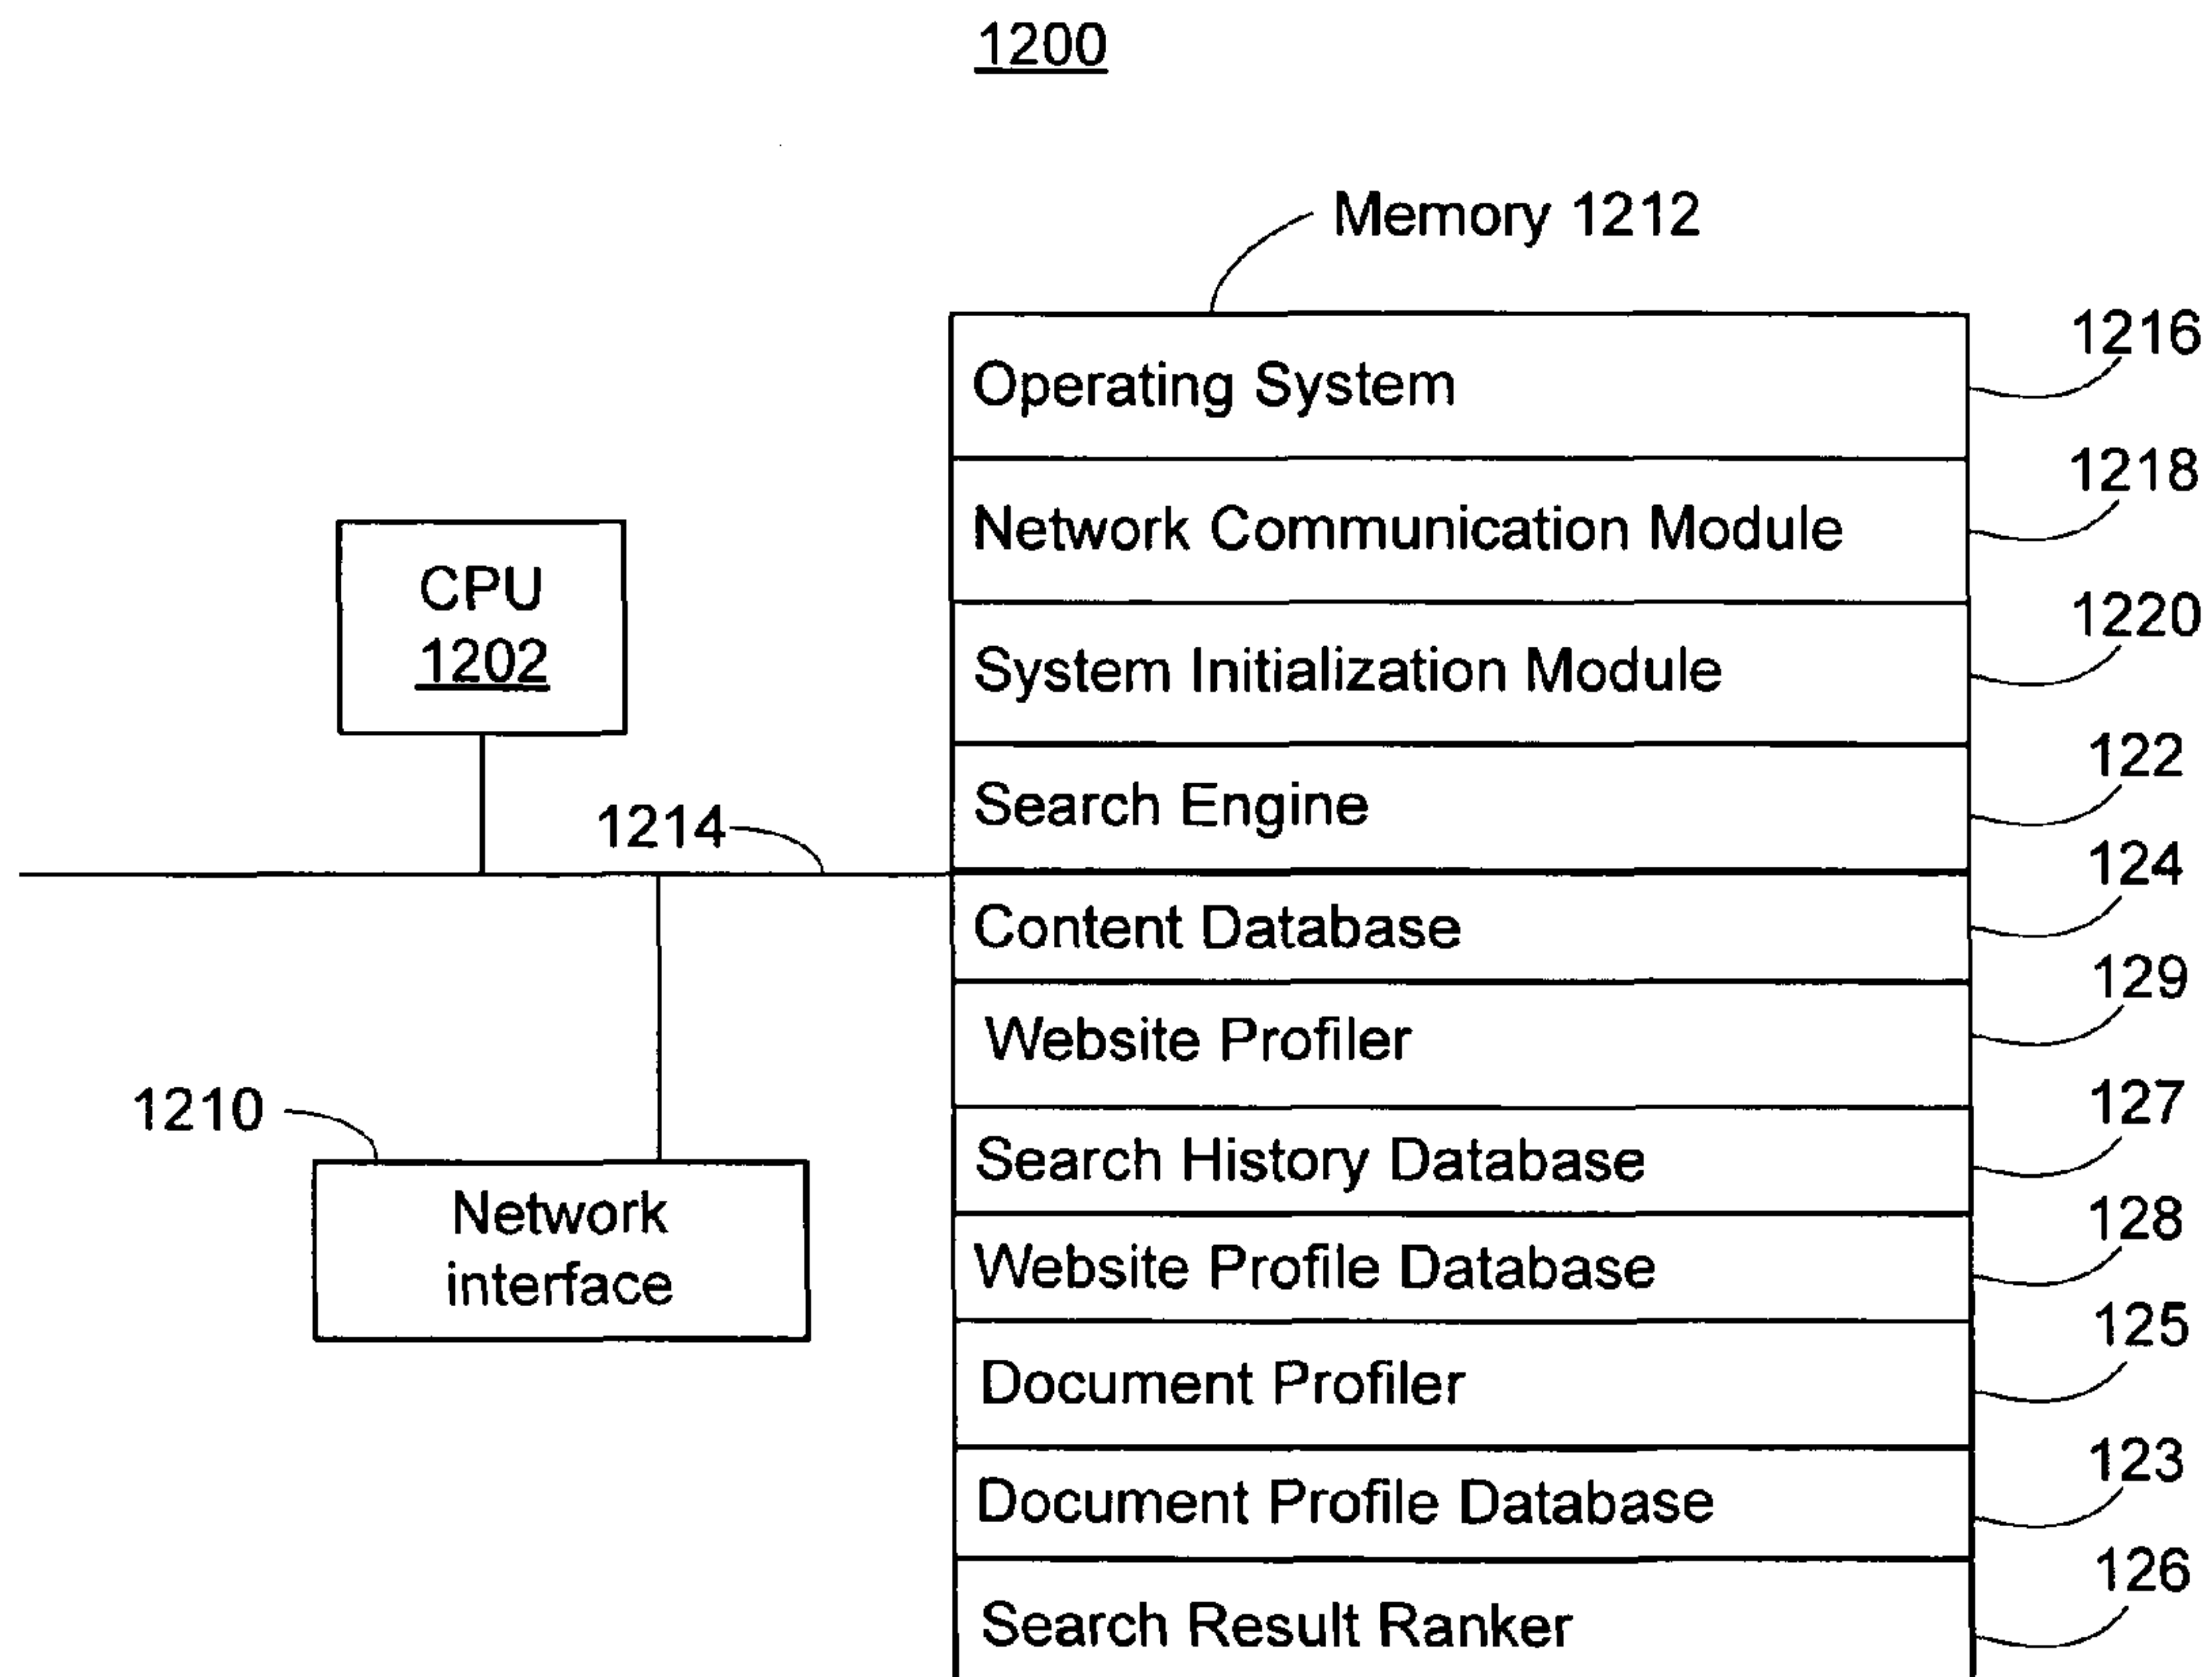 1200
Memory 1212
Operating System
1216
Network Communication Module
1218
System Initialization Module
1220
Search Engine
122
Content Database
124
Website Profiler
129
Search History Database
127
Website Profile Database
128
Document Profiler
125
Document Profile Database
123
Search Result Ranker
126
CPU
1202
1214
1210
Network
interface